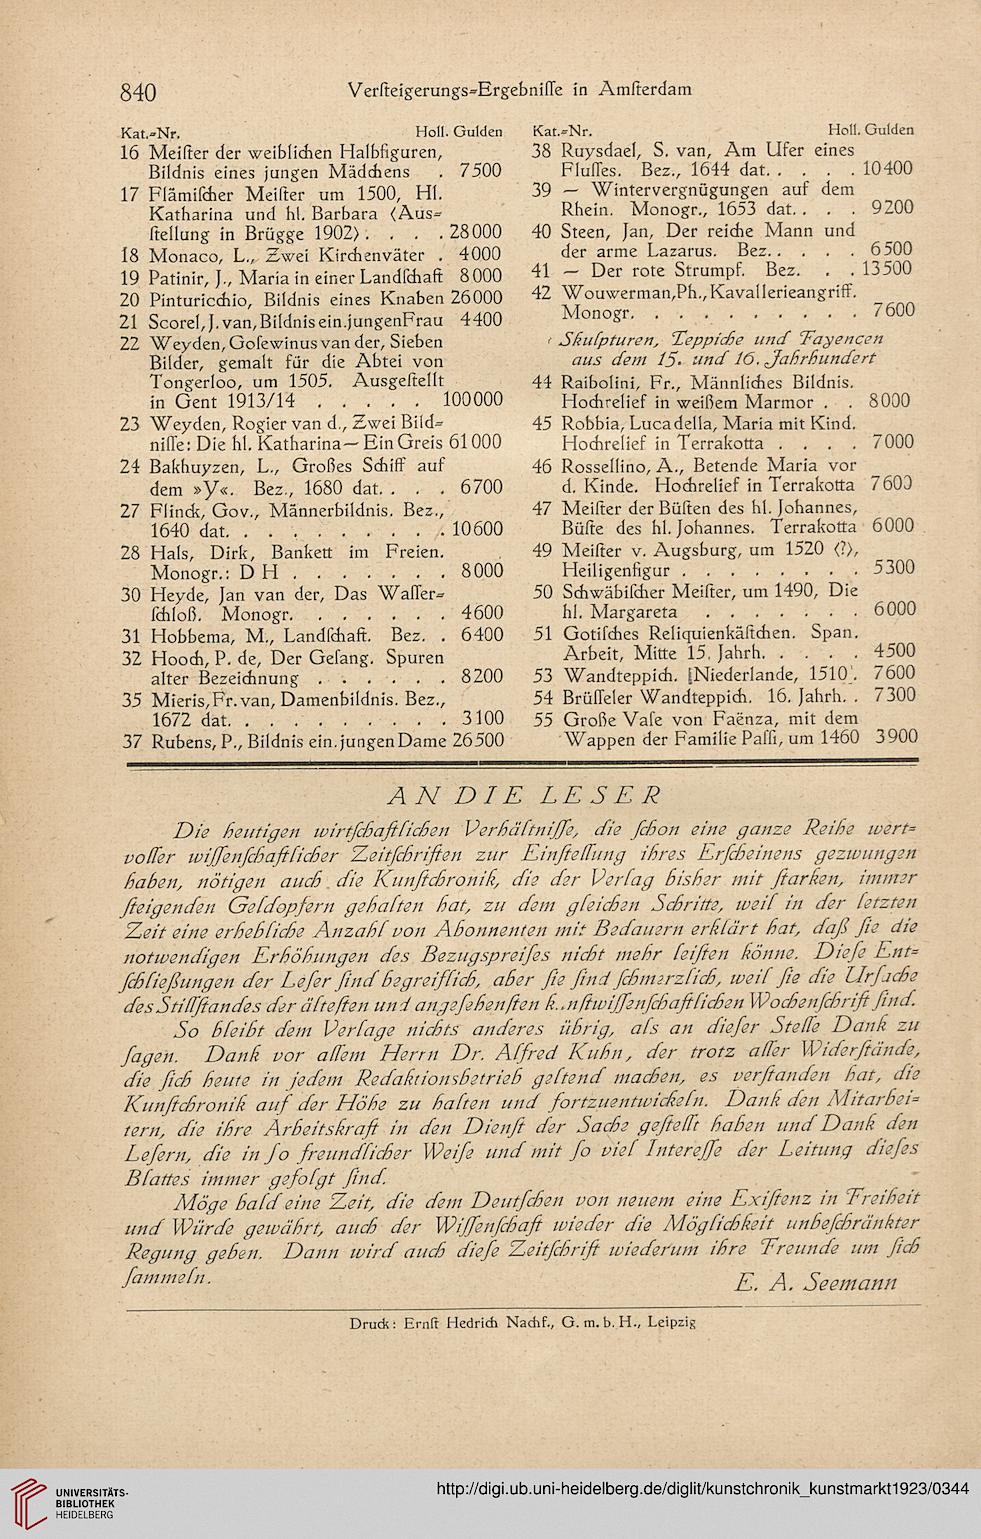 840
Verſteigerungs-Ergebniſſe in Amſterdam
Kat.-Nr. Holl. Gulden
16 Meiſter der weiblichen Halbfiguren,
Bildnis eines jungen Mädchens . 7500
17 Flämiſcher Meiſter um 1500, Hl.
Katharina und hl. Barbara (Aus-
ſtellung in Brügge 1902) . . . . 28000
18 Monaco, L., Zwei Kirchenväter . 4000
19 Patinir, J., Maria in einer Landſchaft 8000
20 Pinturicchio, Bildnis eines Knaben 26000
21 Scorel, J. van, Bildnis ein. jungen Frau 4400
22 Weyden, Goſewinus van der, Sieben
Bilder, gemalt für die Abtei von
Tongerloo, um 1505. Ausgeſtellt
in Gent 1913/14 . . . . . 100000
23 Weyden, Rogier van d., Zwei Bild-
niſſe: Die hl. Katharina — Ein Greis 61000
24 Bakhuyzen, L., Großes Schiff auf
dem »Y«. Bez., 1680 dat. . . . 6700
27 Flinck, Gov., Männerbildnis. Bez.,
1640 dat. . . . . . . . . . 10600
28 Hals, Dirk, Bankett im Freien.
Monogr.: D H . . . . . . . 8000
30 Heyde, Jan van der, Das Waſſer-
ſchloß. Monogr. . . . . . . 4600
31 Hobbema, M., Landſchaft. Bez. . 6400
32 Hooch, P. de, Der Geſang. Spuren
alter Bezeichnung . . . . . . 8200
35 Mieris, Fr. van, Damenbildnis. Bez.,
1672 dat. . . . . . . . . . 3100
37 Rubens, P., Bildnis ein. jungen Dame 26500
Kat.-Nr. Holl. Gulden
38 Ruysdael, S. van, Am Ufer eines
Fluſſes. Bez., 1644 dat. . . . . 10400
39 — Wintervergnügungen auf dem
Rhein. Monogr., 1653 dat. . . . 9200
40 Steen, Jan, Der reiche Mann und
der arme Lazarus. Bez. . . . . 6500
41 — Der rote Strumpf. Bez. . . 13500
42 Wouwerman, Ph., Kavallerieangriff.
Monogr. . . . . . . . . . 7600
Skulpturen, Teppiche und Fayencen
aus dem 15. und 16. Jahrhundert
44 Raibolini, Fr., Männliches Bildnis.
Hochrelief in weißem Marmor . . 8000
45 Robbia, Luca della, Maria mit Kind.
Hochrelief in Terrakotta . . . . 7000
46 Rossellino, A., Betende Maria vor
d. Kinde. Hochrelief in Terrakotta 7600
47 Meiſter der Büſten des hl. Johannes,
Büſte des hl. Johannes. Terrakotta 6000
49 Meiſter v. Augsburg, um 1520 (?),
Heiligenfigur . . . . . . . . 5300
50 Schwäbiſcher Meiſter, um 1490, Die
hl. Margareta . . . . . . . 6000
51 Gotiſches Reliquienkäſtchen. Span.
Arbeit, Mitte 15. Jahrh. . . . . 4500
53 Wandteppich. [Niederlande, 1510]. 7600
54 Brüſſeler Wandteppich. 16. Jahrh. . 7300
55 Große Vaſe von Faënza, mit dem
Wappen der Familie Paſſi, um 1460 3900
AN DIE LESER
Die heutigen wirtſchaftlichen Verhältniſſe, die ſchon eine ganze Reihe wert-
voller wiſſenſchaftlicher Zeitſchriften zur Einſtellung ihres Erſcheinens gezwungen
haben, nötigen auch die Kunſtchronik, die der Verlag bisher mit ſtarken, immer
ſteigenden Geldopfern gehalten hat, zu dem gleichen Schritte, weil in der letzten
Zeit eine erhebliche Anzahl von Abonnenten mit Bedauern erklärt hat, daß ſie die
notwendigen Erhöhungen des Bezugspreiſes nicht mehr leiſten könne. Dieſe Ent-
ſchließungen der Leſer ſind begreiflich, aber ſie ſind ſchmerzlich, weil ſie die Urſache
des Stillſtandes der älteſten und angeſehenſten kunſtwiſſenſchaftlichen Wochenſchrift ſind.
So bleibt dem Verlage nichts anderes übrig, als an dieſer Stelle Dank zu
ſagen. Dank vor allem Herrn Dr. Alfred Kuhn, der trotz aller Widerſtände,
die ſich heute in jedem Redaktionsbetrieb geltend machen, es verſtanden hat, die
Kunſtchronik auf der Höhe zu halten und fortzuentwickeln. Dank den Mitarbei-
tern, die ihre Arbeitskraft in den Dienſt der Sache geſtellt haben und Dank den
Leſern, die in ſo freundlicher Weiſe und mit ſo viel Intereſſe der Leitung dieſes
Blattes immer gefolgt ſind.
Möge bald eine Zeit, die dem Deutſchen von neuem eine Exiſtenz in Freiheit
und Würde gewährt, auch der Wiſſenſchaft wieder die Möglichkeit unbeſchränkter
Regung geben. Dann wird auch dieſe Zeitſchrift wiederum ihre Freunde um ſich
ſammeln.
E. A. Seemann
Druck: Ernſt Hedrich Nachf., G. m. b. H., Leipzig
UNIVERSITÄTS-
BIBLIOTHEK
HEIDELBERG
http://digi.ub.uni-heidelberg.de/diglit/kunstchronik_kunstmarkt1923/0344